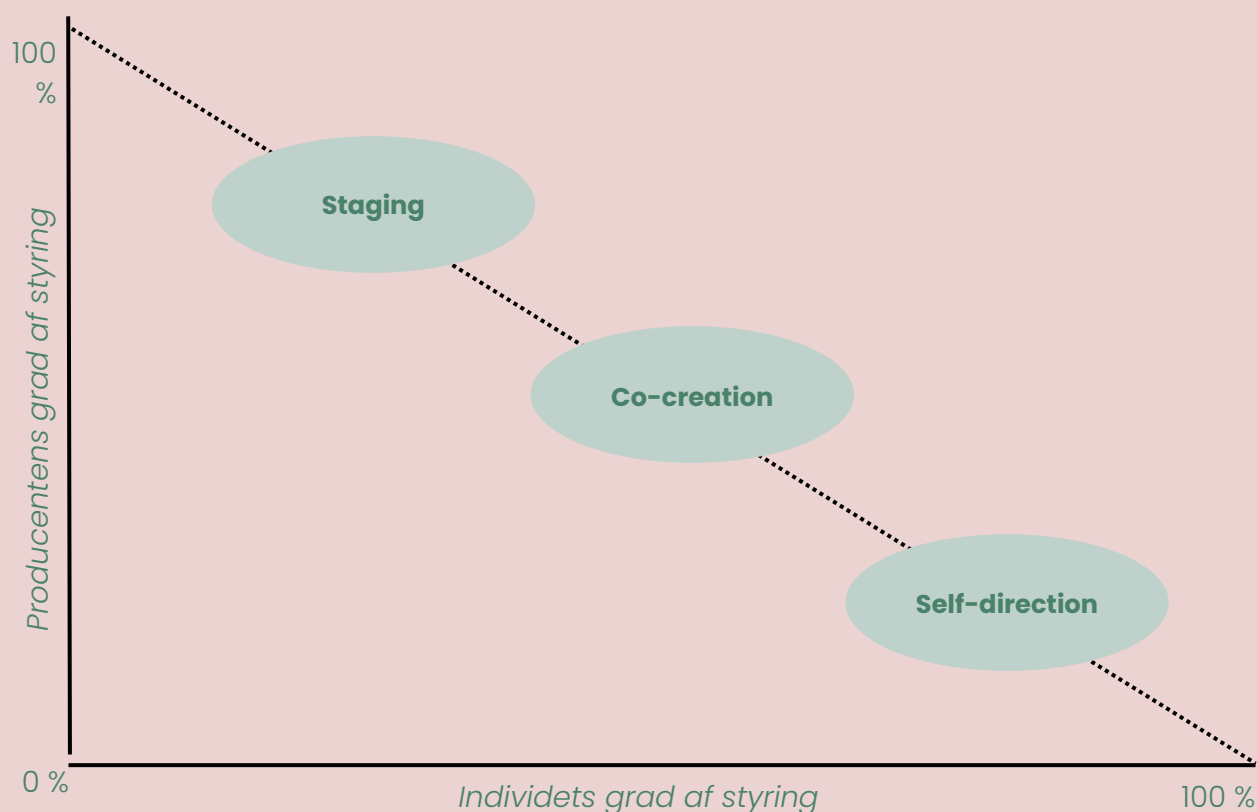 100
%
Producentens grad af styring
Staging
Co-creation
Self-direction
0 %
Individets grad af styring
100 %